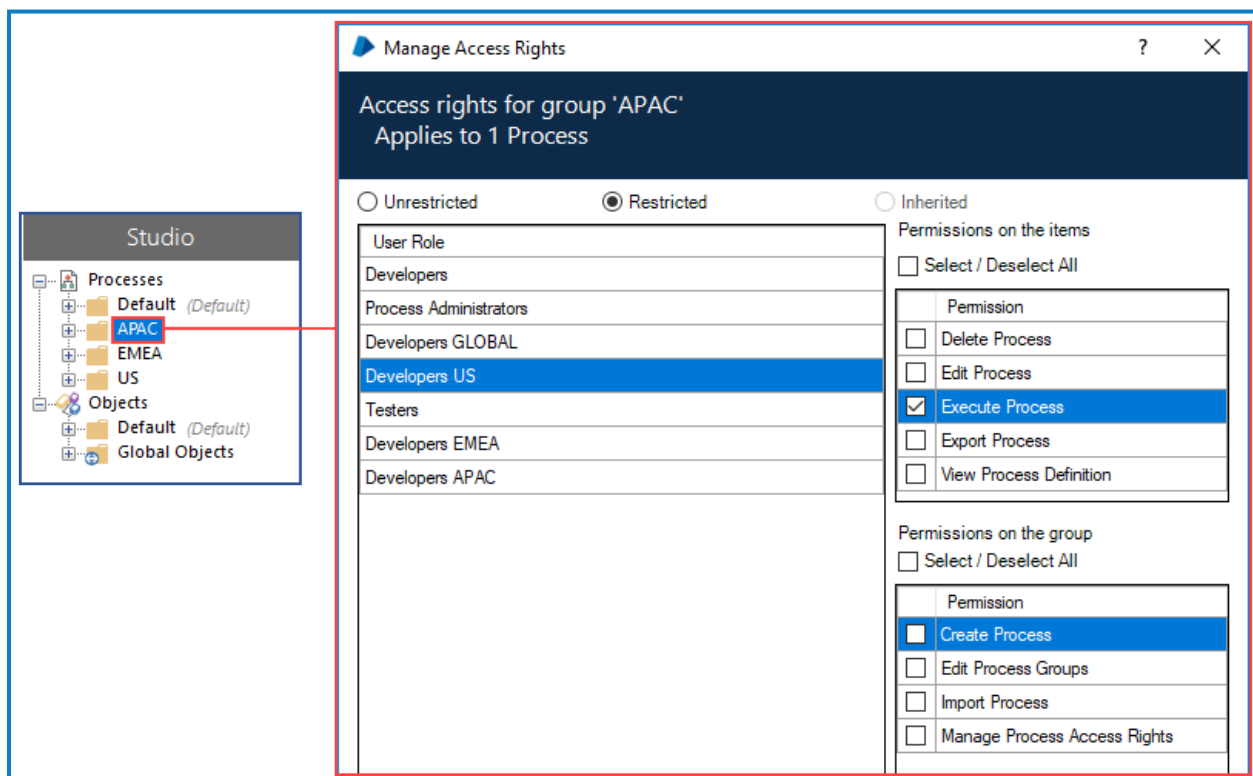 Manage Access Rights
?
Access rights for group 'APAC'
Applies to 1 Process
Unrestricted
Restricted
Inherited
Studio
Processes
Default (Default)
APAC
EMEA
US
Objects
Default (Default)
Global Objects
User Role
Developers
Process Administrators
Developers GLOBAL
Developers US
Testers
Developers EMEA
Developers APAC
Permissions on the items
Select / Deselect All
Permission
Delete Process
Edit Process
Execute Process
Export Process
View Process Definition
Permissions on the group
Select / Deselect All
Permission
Create Process
Edit Process Groups
Import Process
Manage Process Access Rights